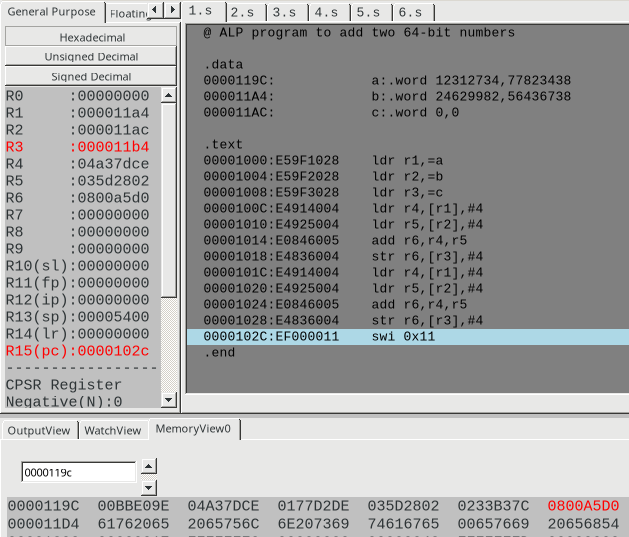 General Purpose Floating
Hexadecimal
Unsigned Decimal
Signed Decimal
R0 :00000000
R1 :000011a4
R2 :000011ac
R3 :000011b4
R4 :04a37dce
R5 :035d2802
R6 :0800a5d0
R7 :00000000
R8 :00000000
R9 :00000000
R10(sl):00000000
R11(fp):00000000
R12(ip):00000000
R13(sp):00005400
R14(lr):00000000
R15(pc):0000102c
-----------------
CPSR Register
Negative(N):0
1.s 2.s 3.s 4.s 5.s 6.s
@ ALP program to add two 64-bit numbers
.data
0000119C: a:.word 12312734,77823438
000011A4: b:.word 24629982,56436738
000011AC: c:.word 0,0
.text
00001000:E59F1028 ldr r1,=a
00001004:E59F2028 ldr r2,=b
00001008:E59F3028 ldr r3,=c
0000100C:E4914004 ldr r4,[r1],#4
00001010:E4925004 ldr r5,[r2],#4
00001014:E0846005 add r6,r4,r5
00001018:E4836004 str r6,[r3],#4
0000101C:E4914004 ldr r4,[r1],#4
00001020:E4925004 ldr r5,[r2],#4
00001024:E0846005 add r6,r4,r5
00001028:E4836004 str r6,[r3],#4
0000102C:EF000011 swi 0x11
.end
OutputView WatchView MemoryView0
0000119c
0000119C 00BBE09E 04A37DCE 0177D2DE 035D2802 0233B37C 0800A5D0
000011D4 61762065 2065756C 6E207369 74616765 00657669 20656854